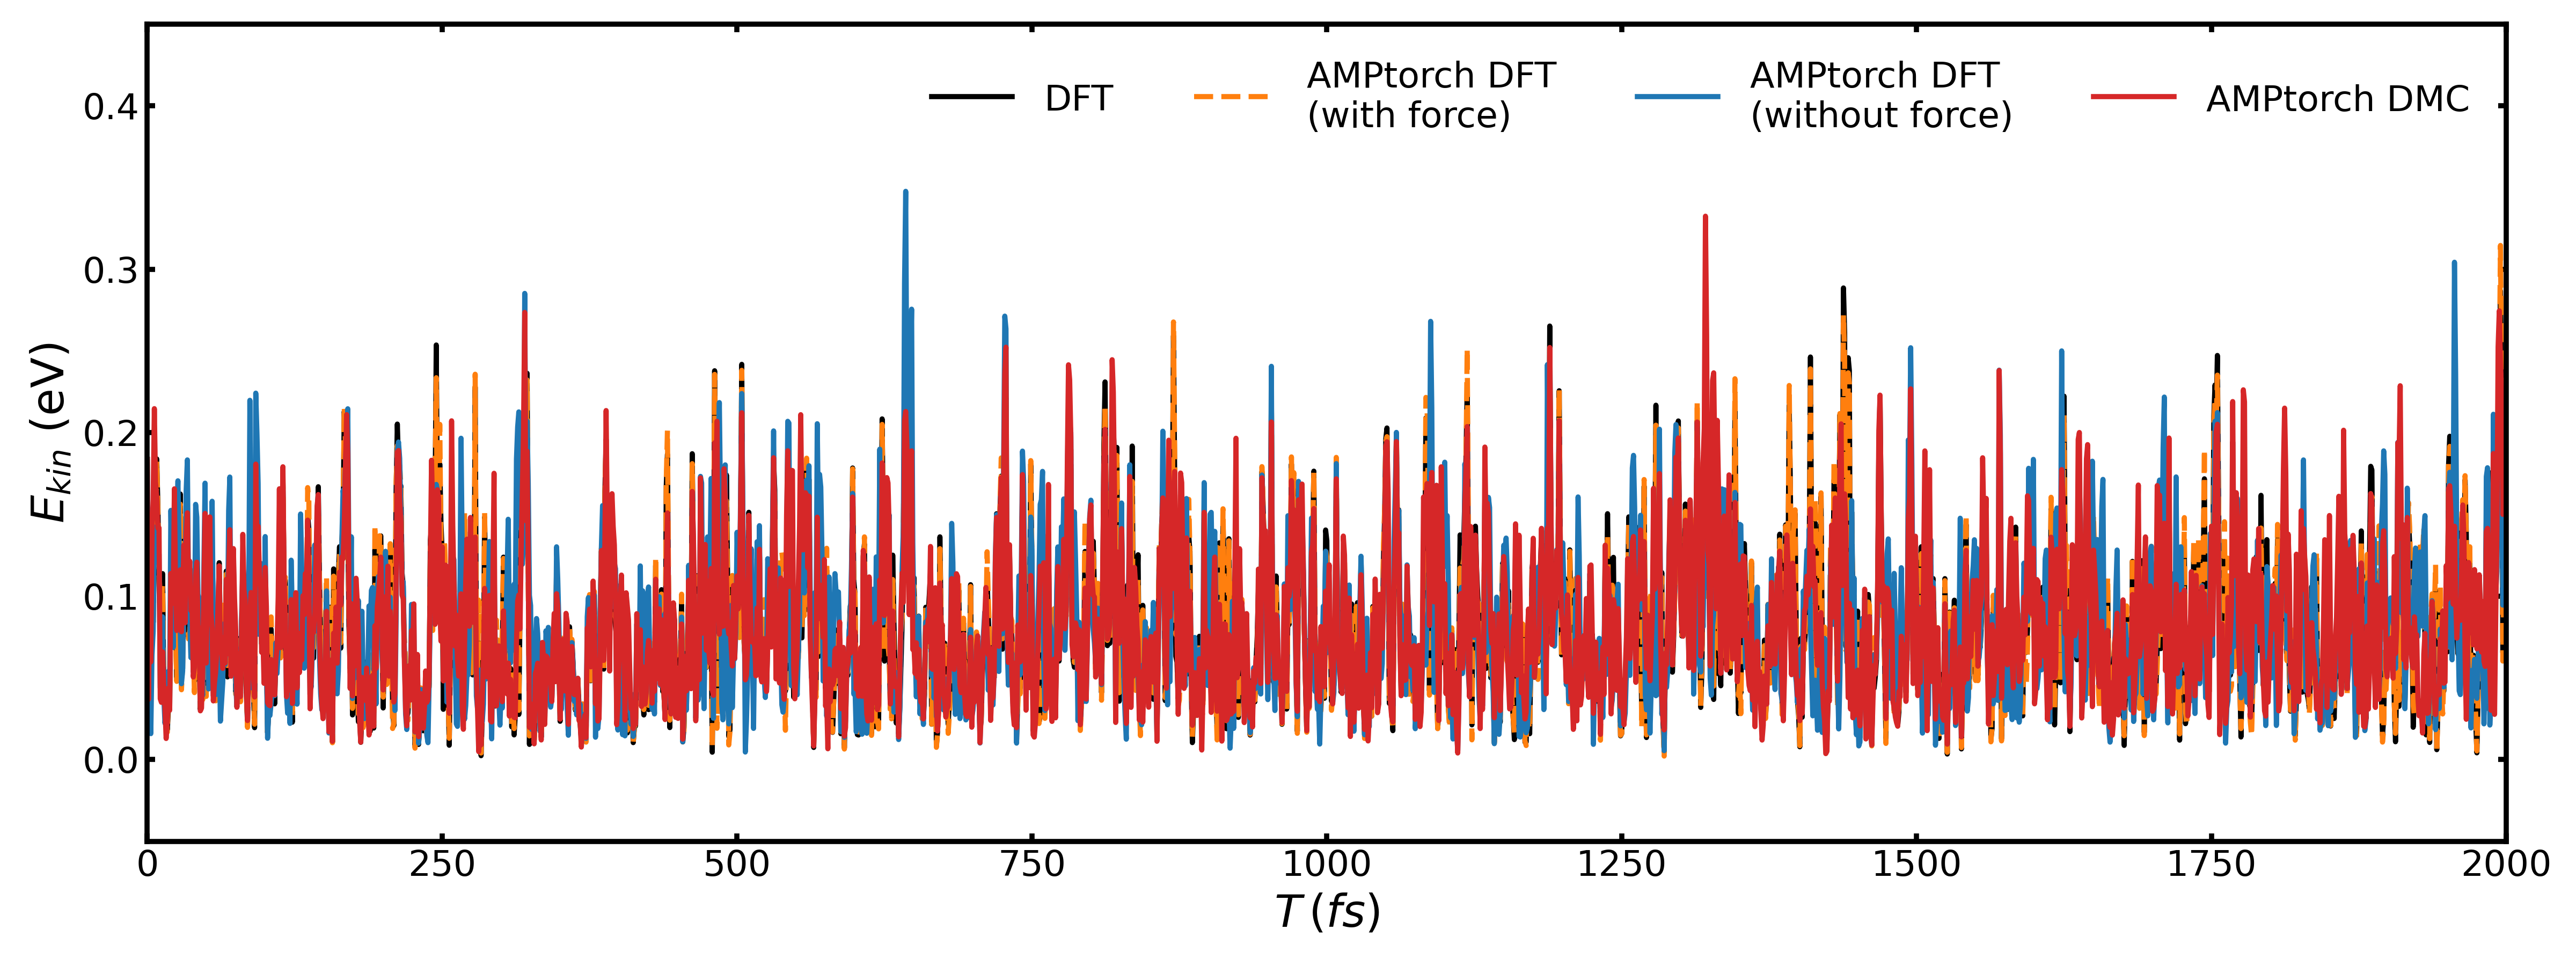 DFT
AMPtorch DFT
(with force)
AMPtorch DFT
(without force)
AMPtorch DMC
E_kin (eV)
0.4
0.3
0.2
0.1
0.0
0 250 500 750 1000 1250 1500 1750 2000
T (fs)